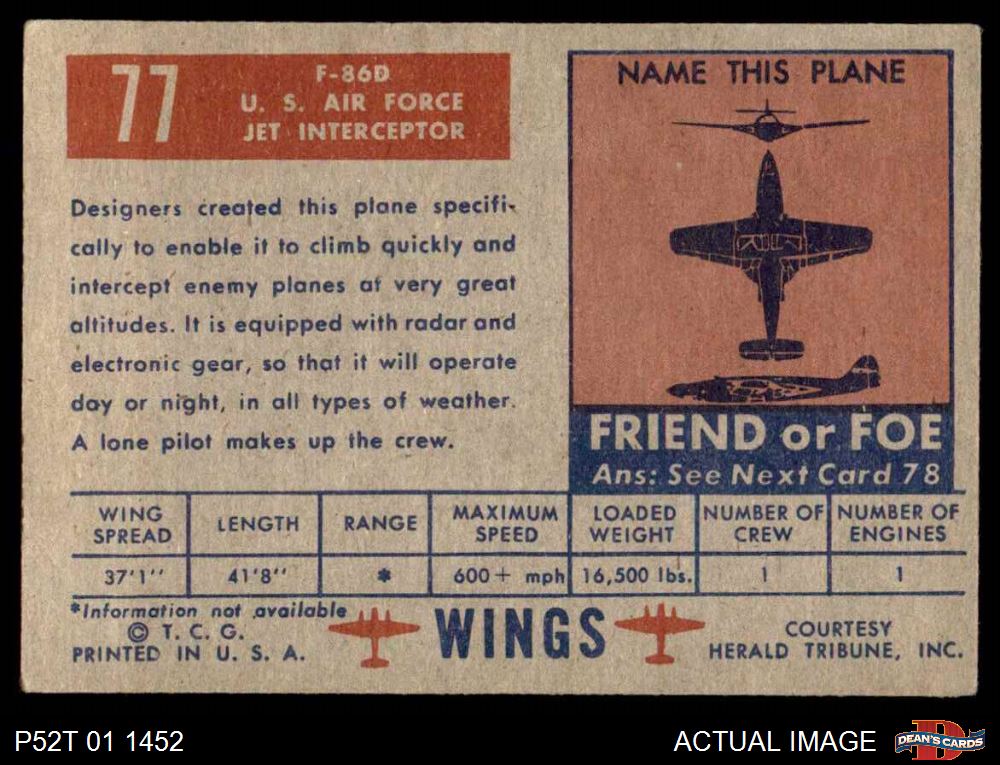 77
F-86D
U. S. AIR FORCE
JET INTERCEPTOR
Designers created this plane specifi-
cally to enable it to climb quickly and
intercept enemy planes at very great
altitudes. It is equipped with radar and
electronic gear, so that it will operate
day or night, in all types of weather.
A lone pilot makes up the crew.
NAME THIS PLANE
FRIEND or FOE
Ans: See Next Card 78
WING SPREAD
LENGTH
RANGE
MAXIMUM SPEED
LOADED WEIGHT
NUMBER OF CREW
NUMBER OF ENGINES
37'1''
41'8''
*
600+ mph
16,500 lbs.
1
1
*Information not available
© T. C. G.
PRINTED IN U. S. A.
WINGS
COURTESY
HERALD TRIBUNE, INC.
P52T 01 1452
ACTUAL IMAGE
DEAN'S CARDS